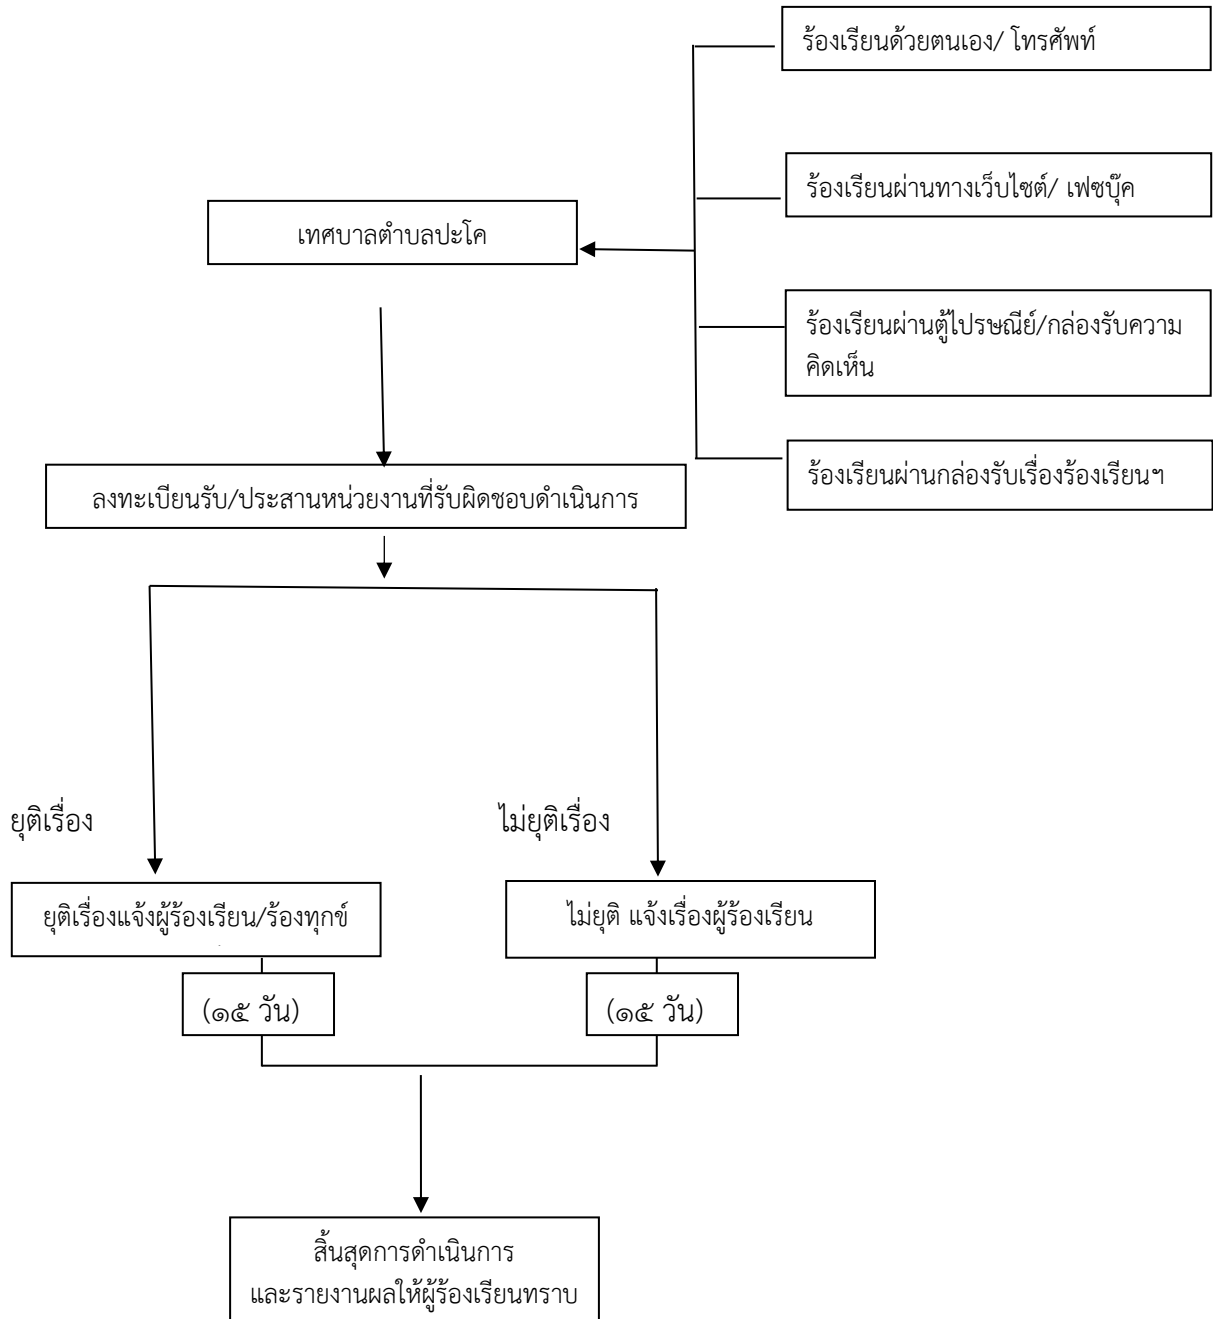 ร้องเรียนด้วยตนเอง/ โทรศัพท์
ร้องเรียนผ่านทางเว็บไซต์/ เฟซบุ๊ค
เทศบาลตำบลปะโค
ร้องเรียนผ่านตู้ไปรษณีย์/กล่องรับความ
คิดเห็น
ร้องเรียนผ่านกล่องรับเรื่องร้องเรียนฯ
ลงทะเบียนรับ/ประสานหน่วยงานที่รับผิดชอบดำเนินการ
ยุติเรื่อง
ไม่ยุติเรื่อง
ยุติเรื่องแจ้งผู้ร้องเรียน/ร้องทุกข์
ไม่ยุติ แจ้งเรื่องผู้ร้องเรียน
(๑๕ วัน)
(๑๕ วัน)
สิ้นสุดการดำเนินการ
และรายงานผลให้ผู้ร้องเรียนทราบ